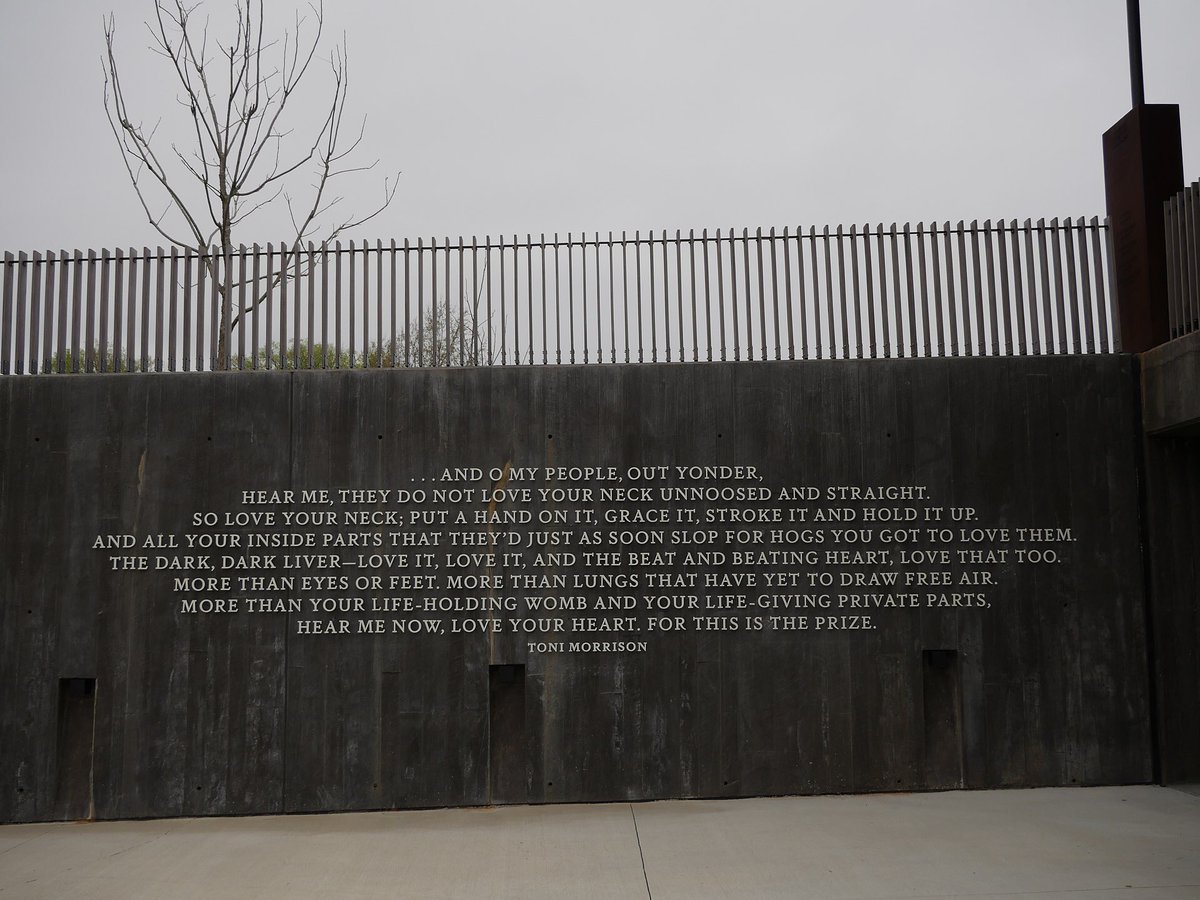 . . . AND O MY PEOPLE, OUT YONDER,
HEAR ME, THEY DO NOT LOVE YOUR NECK UNNOOSED AND STRAIGHT.
SO LOVE YOUR NECK; PUT A HAND ON IT, GRACE IT, STROKE IT AND HOLD IT UP.
AND ALL YOUR INSIDE PARTS THAT THEY’D JUST AS SOON SLOP FOR HOGS YOU GOT TO LOVE THEM.
THE DARK, DARK LIVER—LOVE IT, LOVE IT, AND THE BEAT AND BEATING HEART, LOVE THAT TOO.
MORE THAN EYES OR FEET. MORE THAN LUNGS THAT HAVE YET TO DRAW FREE AIR.
MORE THAN YOUR LIFE-HOLDING WOMB AND YOUR LIFE-GIVING PRIVATE PARTS,
HEAR ME NOW, LOVE YOUR HEART. FOR THIS IS THE PRIZE.
TONI MORRISON